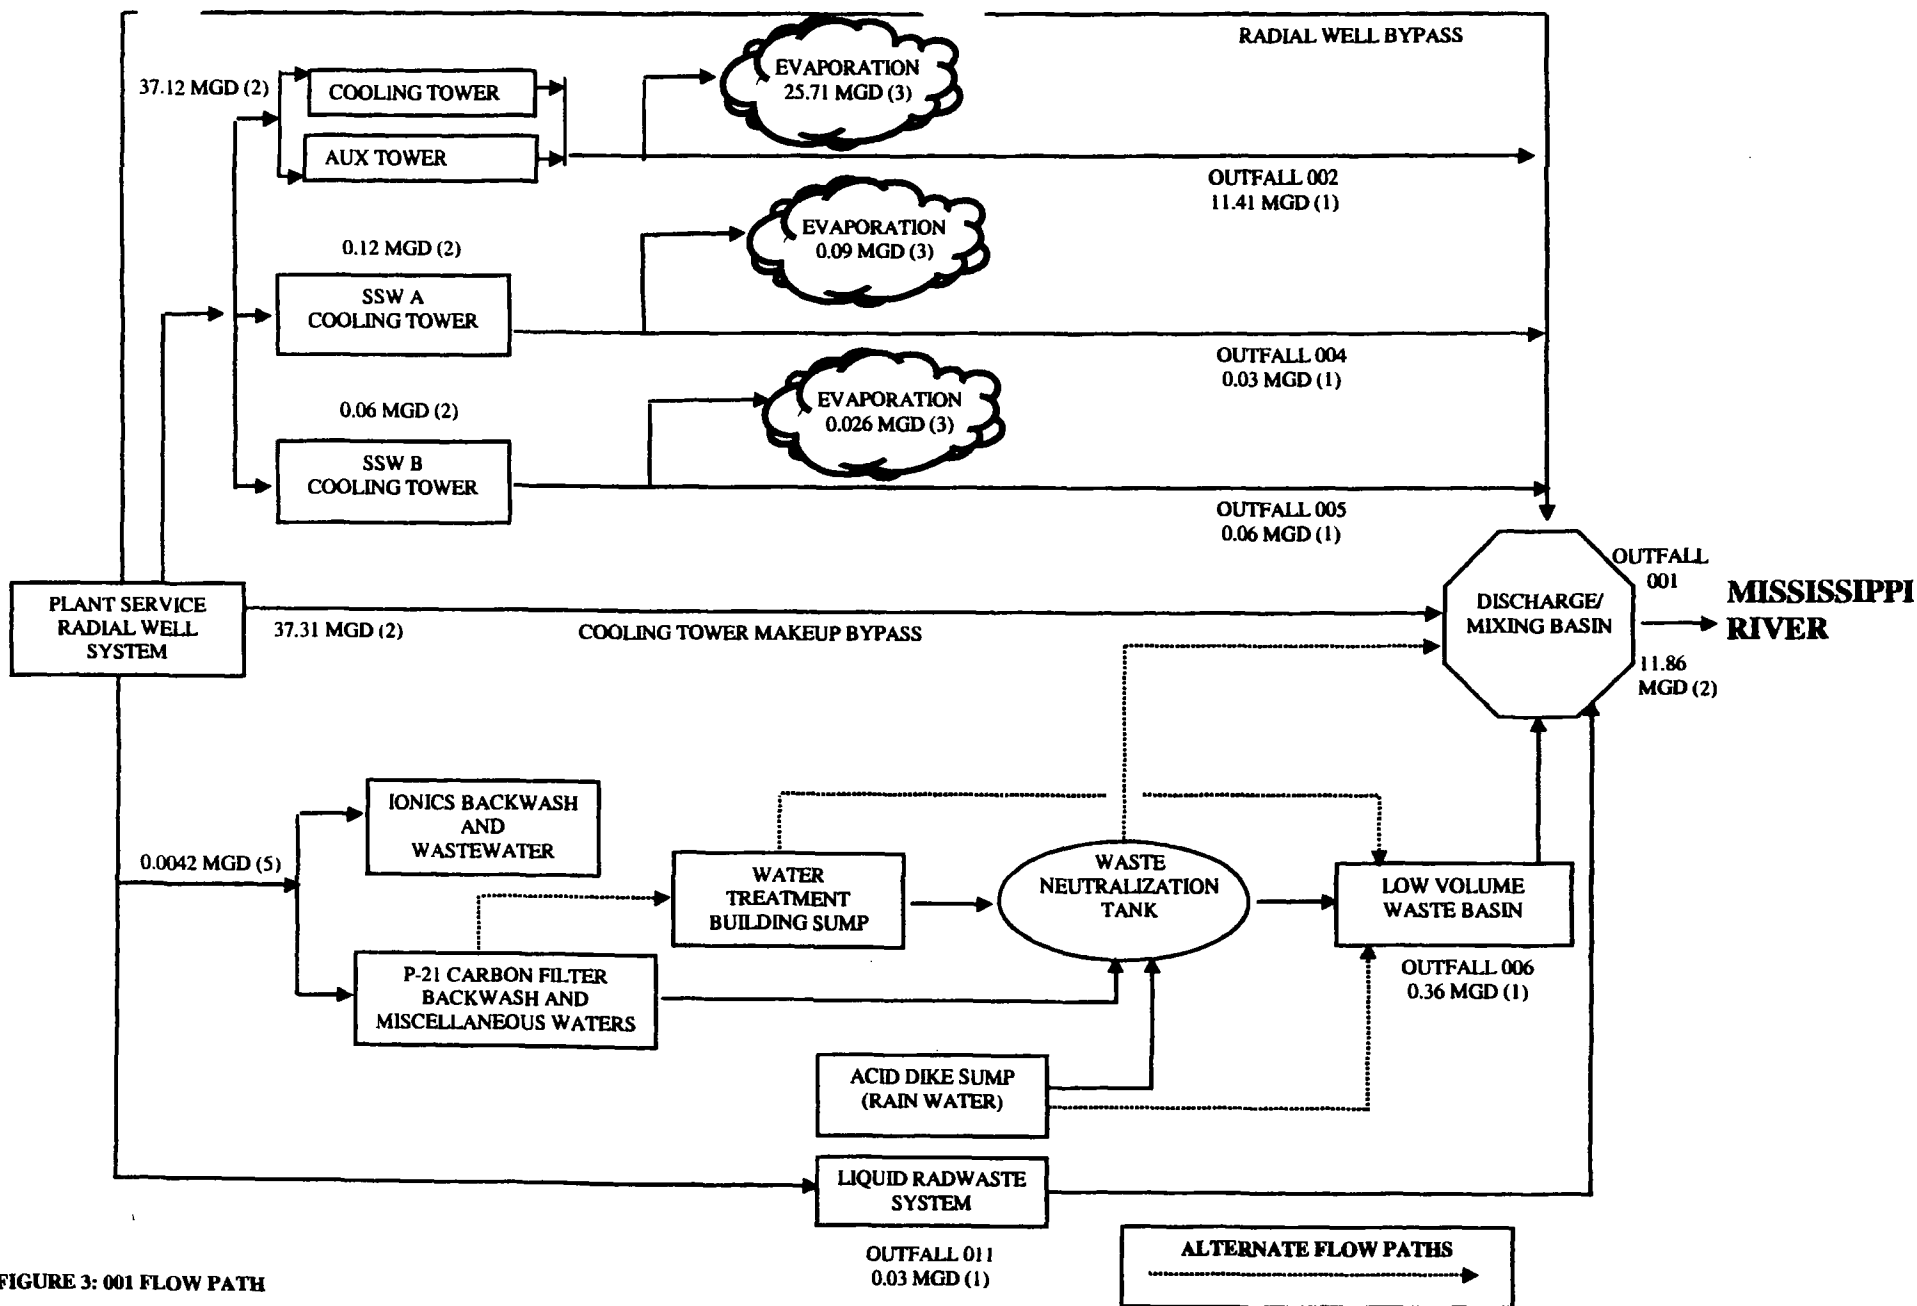 RADIAL WELL BYPASS
37.12 MGD (2)
COOLING TOWER
AUX TOWER
EVAPORATION
25.71 MGD (3)
OUTFALL 002
11.41 MGD (1)
0.12 MGD (2)
SSW A
COOLING TOWER
EVAPORATION
0.09 MGD (3)
OUTFALL 004
0.03 MGD (1)
0.06 MGD (2)
SSW B
COOLING TOWER
EVAPORATION
0.026 MGD (3)
OUTFALL 005
0.06 MGD (1)
PLANT SERVICE
RADIAL WELL
SYSTEM
37.31 MGD (2)
COOLING TOWER MAKEUP BYPASS
DISCHARGE/
MIXING BASIN
OUTFALL
001
MISSISSIPPI
RIVER
11.86
MGD (2)
0.0042 MGD (5)
IONICS BACKWASH
AND
WASTEWATER
WATER
TREATMENT
BUILDING SUMP
WASTE
NEUTRALIZATION
TANK
LOW VOLUME
WASTE BASIN
OUTFALL 006
0.36 MGD (1)
P-21 CARBON FILTER
BACKWASH AND
MISCELLANEOUS WATERS
ACID DIKE SUMP
(RAIN WATER)
LIQUID RADWASTE
SYSTEM
OUTFALL 011
0.03 MGD (1)
ALTERNATE FLOW PATHS
FIGURE 3: 001 FLOW PATH